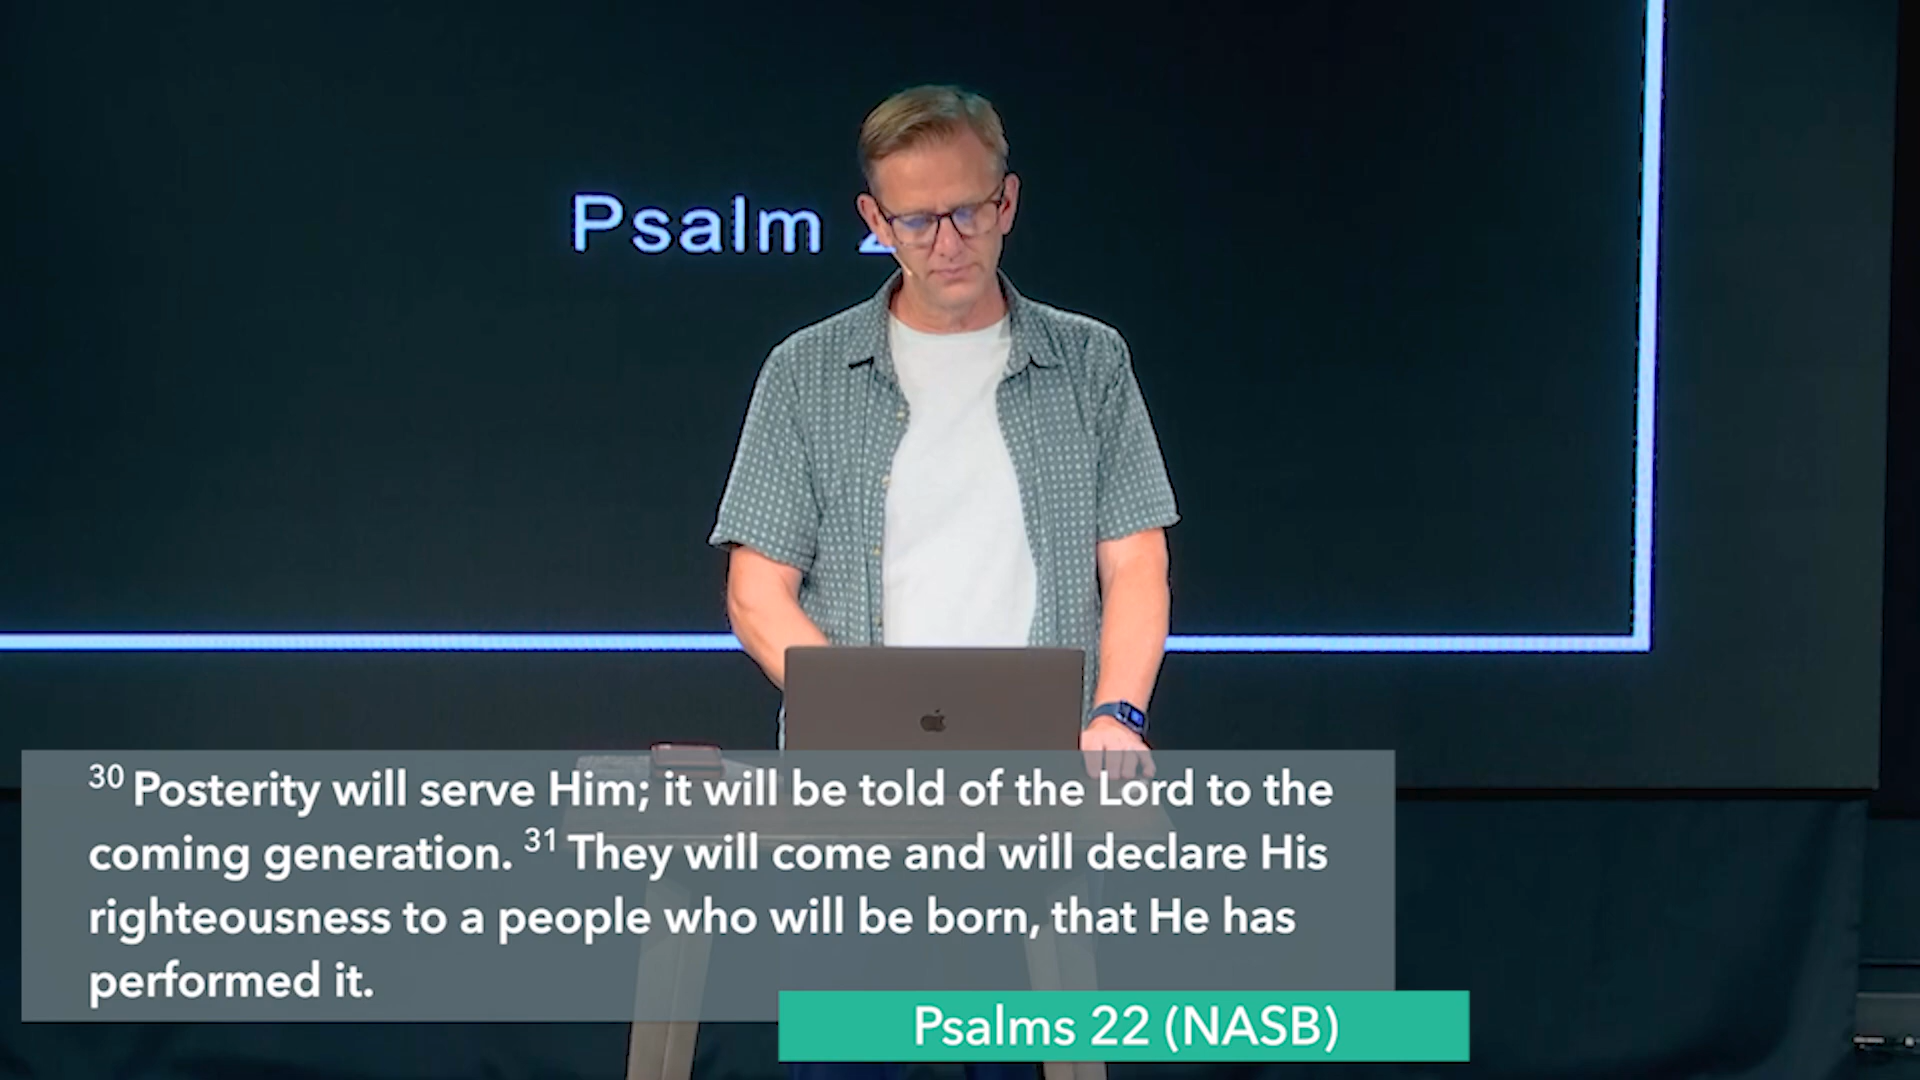 Psalm 2
30 Posterity will serve Him; it will be told of the Lord to the
coming generation. 31 They will come and will declare His
righteousness to a people who will be born, that He has
performed it.
Psalms 22 (NASB)